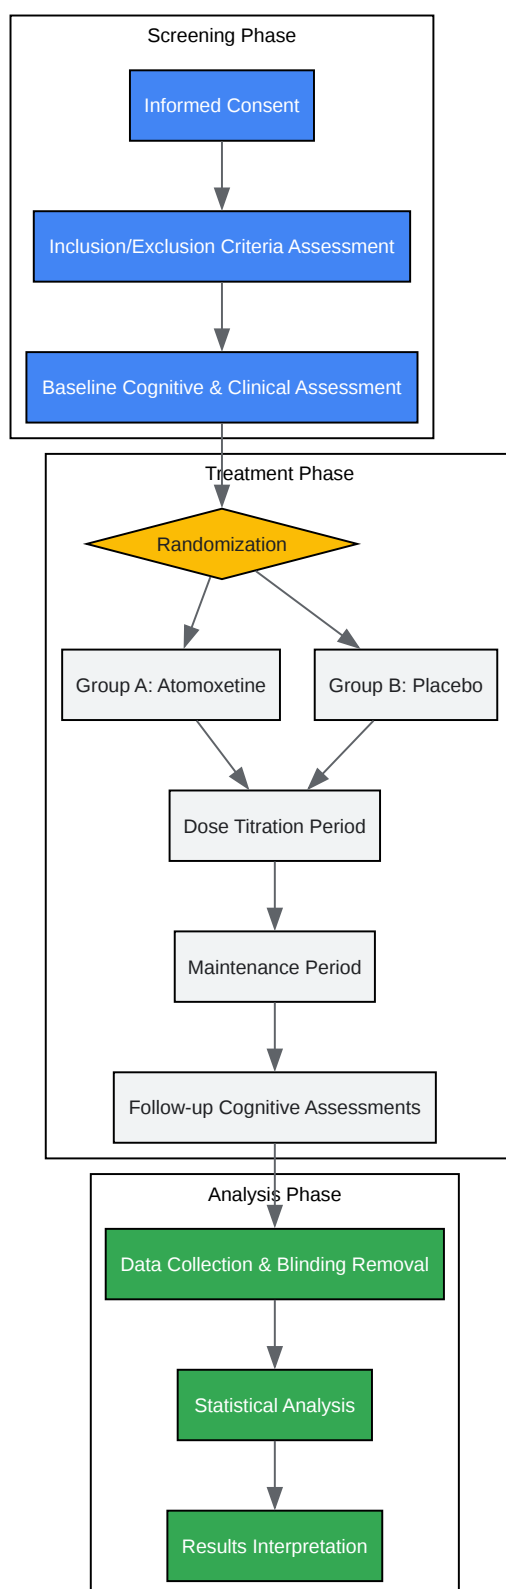 Screening Phase
Informed Consent
Inclusion/Exclusion Criteria Assessment
Baseline Cognitive & Clinical Assessment
Treatment Phase
Randomization
Group A: Atomoxetine
Group B: Placebo
Dose Titration Period
Maintenance Period
Follow-up Cognitive Assessments
Analysis Phase
Data Collection & Blinding Removal
Statistical Analysis
Results Interpretation